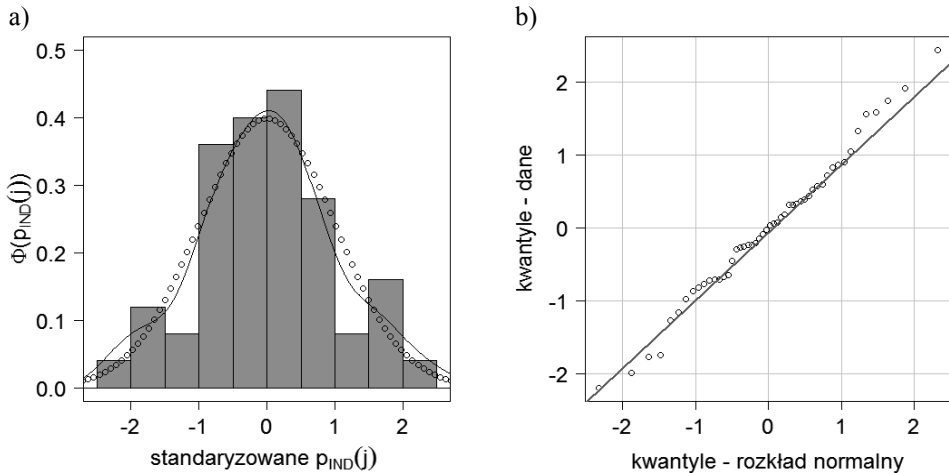 a)
0.5
0.4
0.3
0.2
0.1
0.0
Φ(pIND(j))
-2 -1 0 1 2
standaryzowane pIND(j)
b)
2
1
0
-1
-2
kwantyle - dane
-2 -1 0 1 2
kwantyle - rozkład normalny